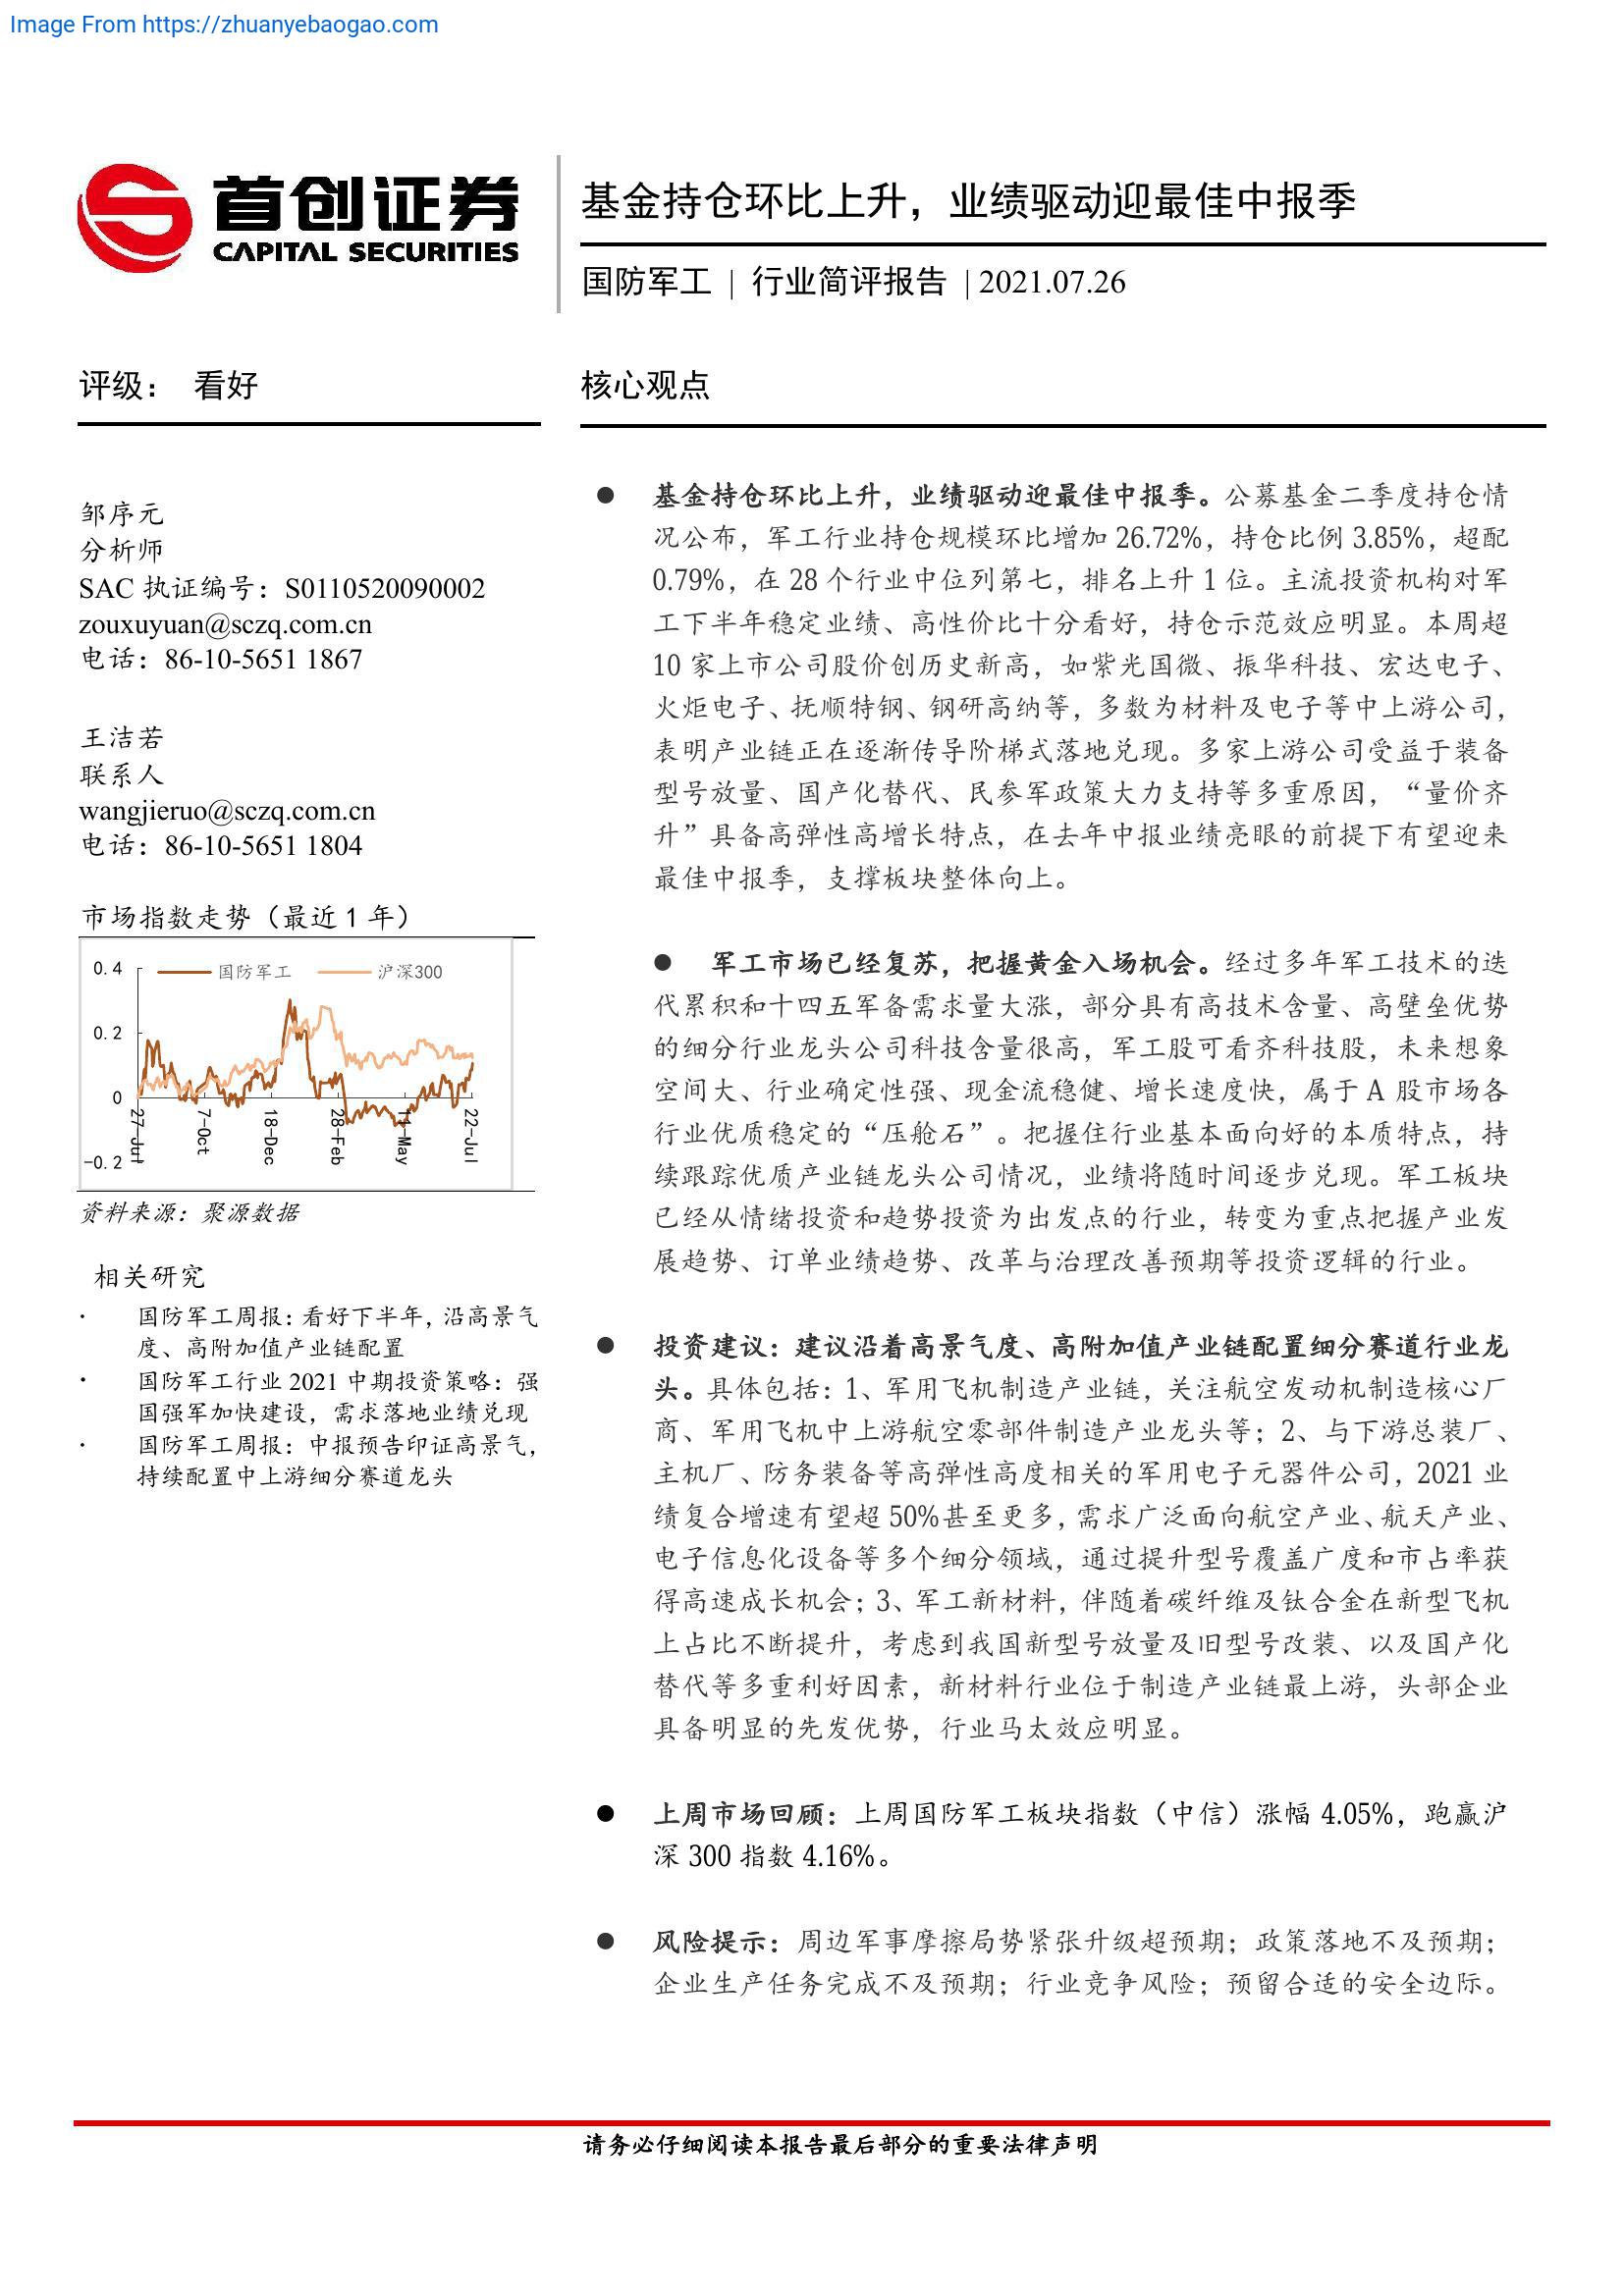 Image From https://zhuanyebaogao.com
首创证券
CAPITAL SECURITIES
基金持仓环比上升，业绩驱动迎最佳中报季
国防军工 | 行业简评报告 | 2021.07.26
评级： 看好
邹序元
分析师
SAC 执证编号：S0110520090002
zouxuyuan@sczq.com.cn
电话：86-10-5651 1867
王洁若
联系人
wangjieruo@sczq.com.cn
电话：86-10-5651 1804
市场指数走势（最近 1 年）
国防军工 沪深300
0.4
0.2
0
-0.2
27-Jul 7-Oct 18-Dec 28-Feb 11-May 22-Jul
资料来源：聚源数据
相关研究
· 国防军工周报：看好下半年，沿高景气
度、高附加值产业链配置
· 国防军工行业 2021 中期投资策略：强
国强军加快建设，需求落地业绩兑现
· 国防军工周报：中报预告印证高景气，
持续配置中上游细分赛道龙头
核心观点
● 基金持仓环比上升，业绩驱动迎最佳中报季。公募基金二季度持仓情
况公布，军工行业持仓规模环比增加 26.72%，持仓比例 3.85%，超配
0.79%，在 28 个行业中位列第七，排名上升 1 位。主流投资机构对军
工下半年稳定业绩、高性价比十分看好，持仓示范效应明显。本周超
10 家上市公司股价创历史新高，如紫光国微、振华科技、宏达电子、
火炬电子、抚顺特钢、钢研高纳等，多数为材料及电子等中上游公司，
表明产业链正在逐渐传导阶梯式落地兑现。多家上游公司受益于装备
型号放量、国产化替代、民参军政策大力支持等多重原因，“量价齐
升”具备高弹性高增长特点，在去年中报业绩亮眼的前提下有望迎来
最佳中报季，支撑板块整体向上。
● 军工市场已经复苏，把握黄金入场机会。经过多年军工技术的迭
代累积和十四五军备需求量大涨，部分具有高技术含量、高壁垒优势
的细分行业龙头公司科技含量很高，军工股可看齐科技股，未来想象
空间大、行业确定性强、现金流稳健、增长速度快，属于 A 股市场各
行业优质稳定的“压舱石”。把握住行业基本面向好的本质特点，持
续跟踪优质产业链龙头公司情况，业绩将随时间逐步兑现。军工板块
已经从情绪投资和趋势投资为出发点的行业，转变为重点把握产业发
展趋势、订单业绩趋势、改革与治理改善预期等投资逻辑的行业。
● 投资建议：建议沿着高景气度、高附加值产业链配置细分赛道行业龙
头。具体包括：1、军用飞机制造产业链，关注航空发动机制造核心厂
商、军用飞机中上游航空零部件制造产业龙头等；2、与下游总装厂、
主机厂、防务装备等高弹性高度相关的军用电子元器件公司，2021 业
绩复合增速有望超 50%甚至更多，需求广泛面向航空产业、航天产业、
电子信息化设备等多个细分领域，通过提升型号覆盖广度和市占率获
得高速成长机会；3、军工新材料，伴随着碳纤维及钛合金在新型飞机
上占比不断提升，考虑到我国新型号放量及旧型号改装、以及国产化
替代等多重利好因素，新材料行业位于制造产业链最上游，头部企业
具备明显的先发优势，行业马太效应明显。
● 上周市场回顾：上周国防军工板块指数（中信）涨幅 4.05%，跑赢沪
深 300 指数 4.16%。
● 风险提示：周边军事摩擦局势紧张升级超预期；政策落地不及预期；
企业生产任务完成不及预期；行业竞争风险；预留合适的安全边际。
请务必仔细阅读本报告最后部分的重要法律声明